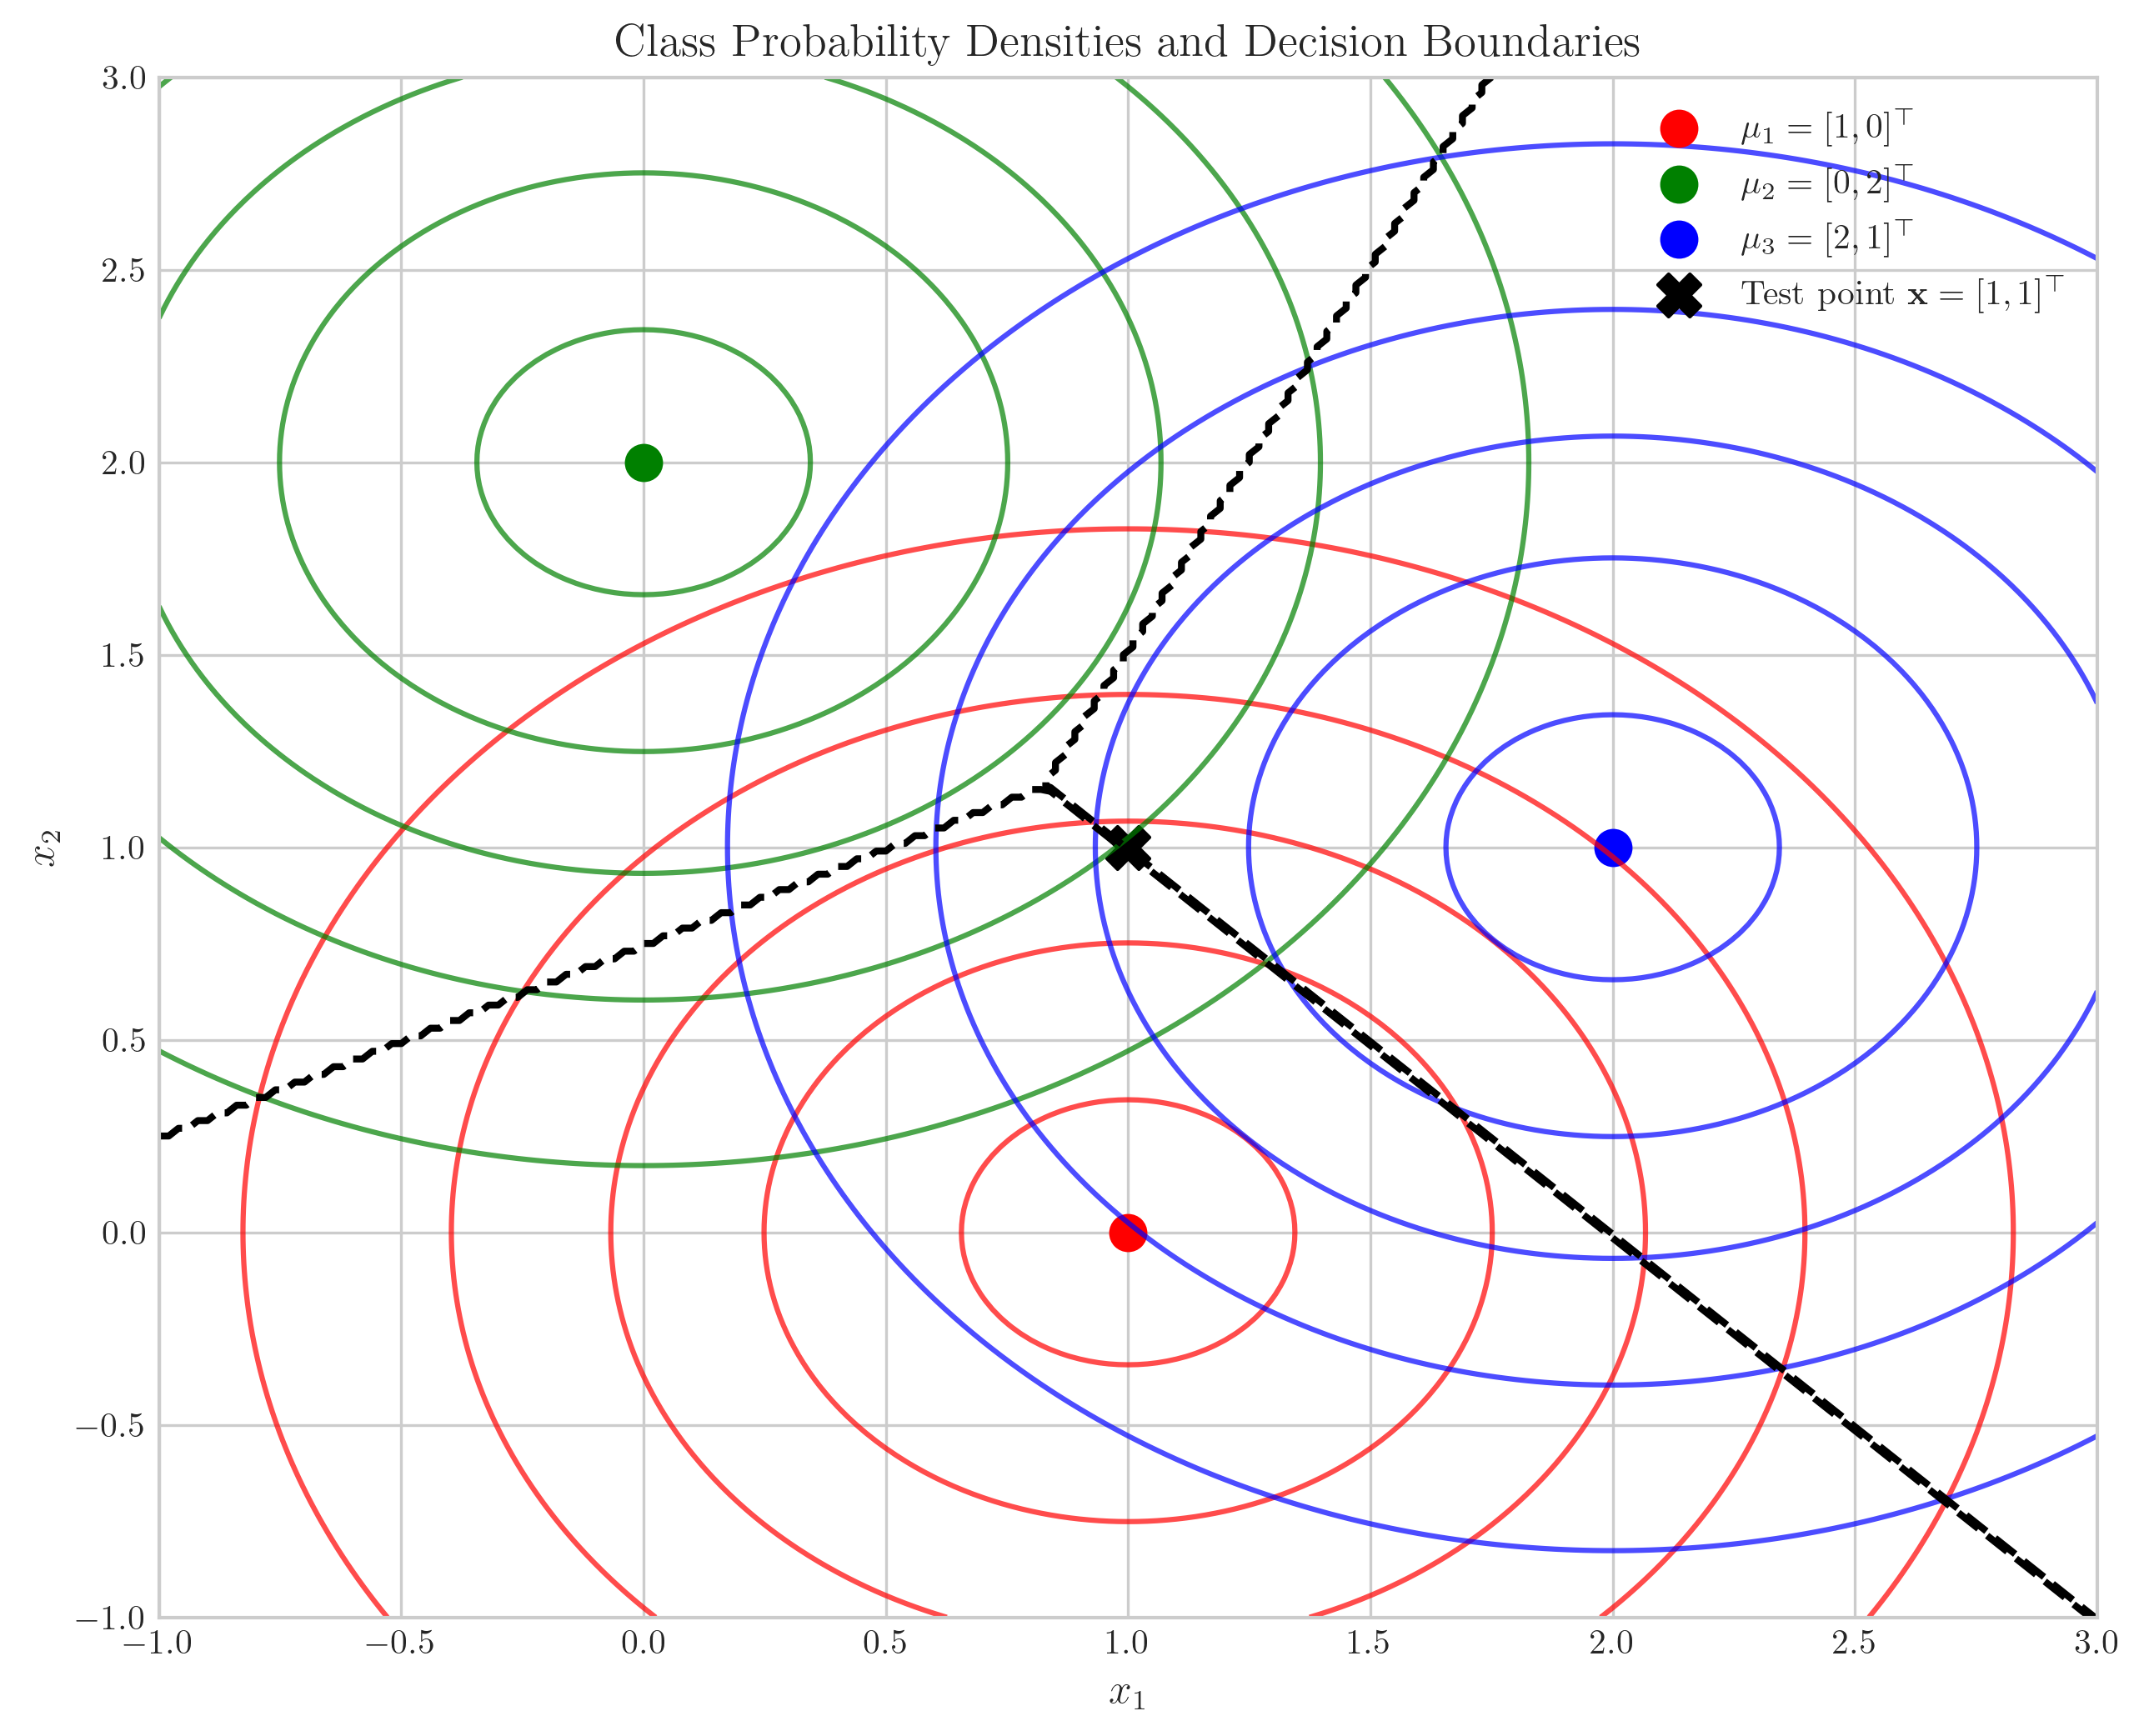 Class Probability Densities and Decision Boundaries
μ₁ = [1, 0]⊤
μ₂ = [0, 2]⊤
μ₃ = [2, 1]⊤
Test point x = [1, 1]⊤
3.0
2.5
2.0
1.5
1.0
0.5
0.0
−0.5
−1.0
x₂
−1.0 −0.5 0.0 0.5 1.0 1.5 2.0 2.5 3.0
x₁